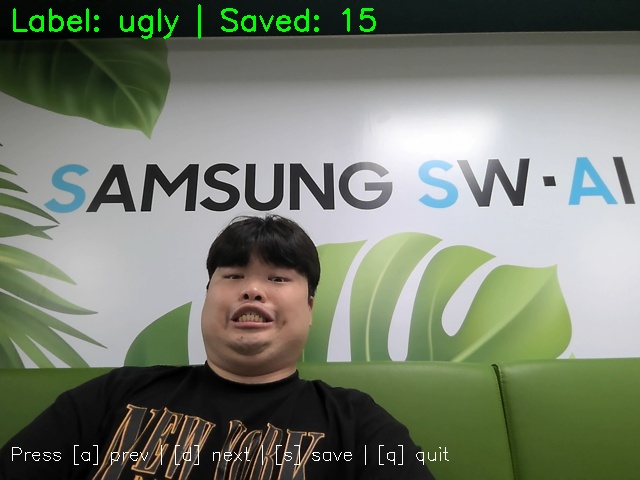 Label: ugly | Saved: 15
SAMSUNG SW·AI
NEW YORK
Press [a] prev | [d] next | [s] save | [q] quit